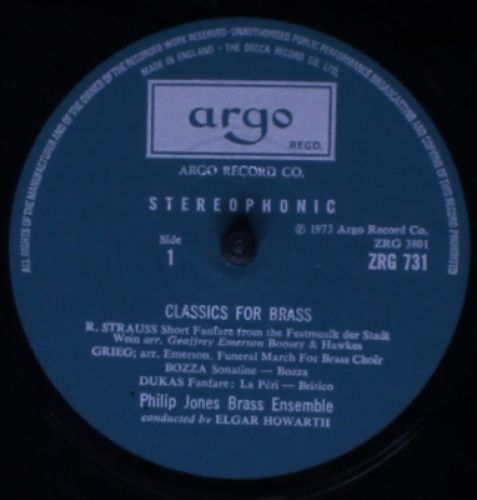 ALL RIGHTS OF THE MANUFACTURER AND OF THE OWNER OF THE RECORDED WORK RESERVED · UNAUTHORISED PUBLIC PERFORMANCE BROADCASTING AND COPYING OF THIS RECORD PROHIBITED
MADE IN ENGLAND · THE DECCA RECORD CO. LTD.
argo
REGD.
ARGO RECORD CO.
STEREOPHONIC
Side
1
℗ 1973 Argo Record Co.
ZRG 3801
ZRG 731
CLASSICS FOR BRASS
R. STRAUSS Short Fanfare from the Festmusik der Stadt
Wein arr. Geoffrey Emerson Boosey & Hawkes
GRIEG; arr. Emerson. Funeral March For Brass Choir
BOZZA Sonatine — Bozza
DUKAS Fanfare; La Péri — Britico
Philip Jones Brass Ensemble
conducted by ELGAR HOWARTH